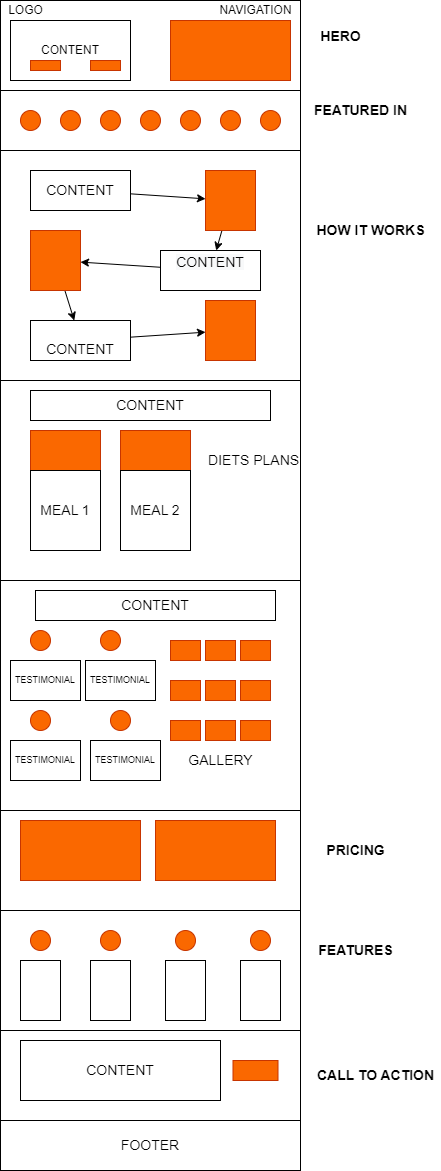 LOGO
NAVIGATION
CONTENT
HERO
FEATURED IN
CONTENT
HOW IT WORKS
CONTENT
CONTENT
CONTENT
DIETS PLANS
MEAL 1
MEAL 2
CONTENT
TESTIMONIAL
TESTIMONIAL
TESTIMONIAL
TESTIMONIAL
GALLERY
PRICING
FEATURES
CONTENT
CALL TO ACTION
FOOTER